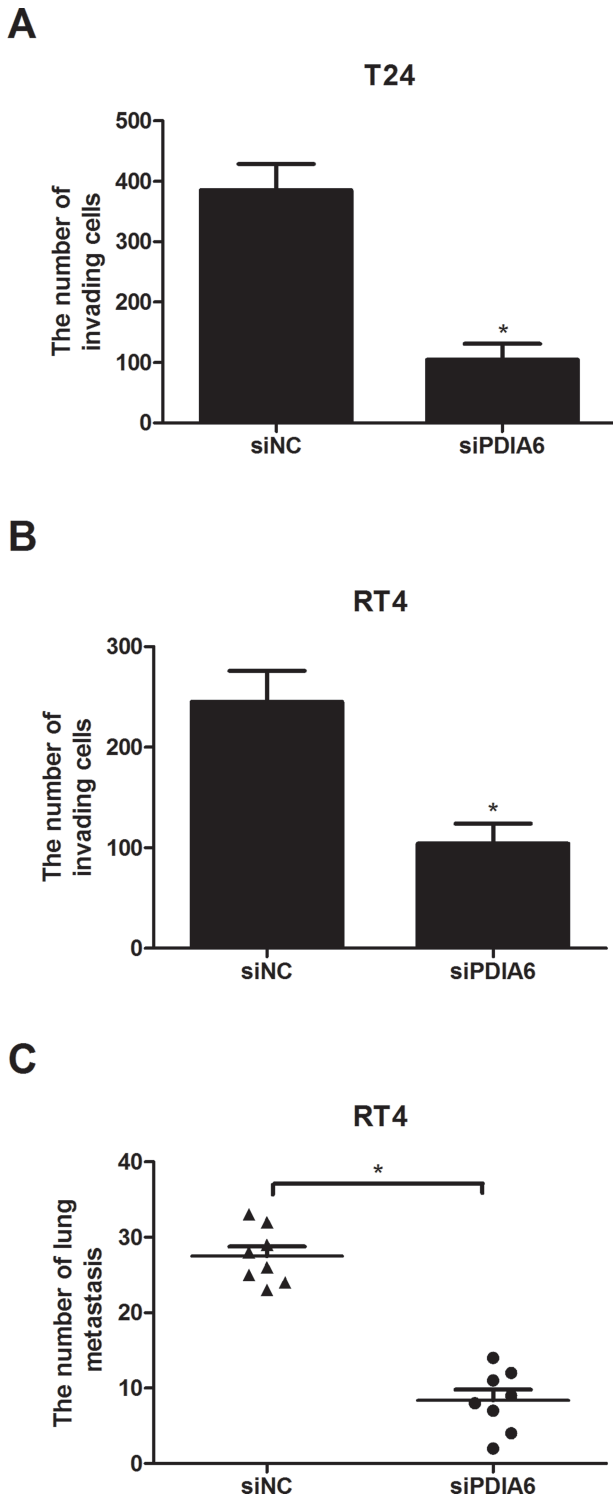 A
T24
The number of
invading cells
500
400
300
200
100
0
*
siNC
siPDIA6
B
RT4
The number of
invading cells
300
200
100
0
*
siNC
siPDIA6
C
RT4
The number of lung
metastasis
40
30
20
10
0
*
siNC
siPDIA6